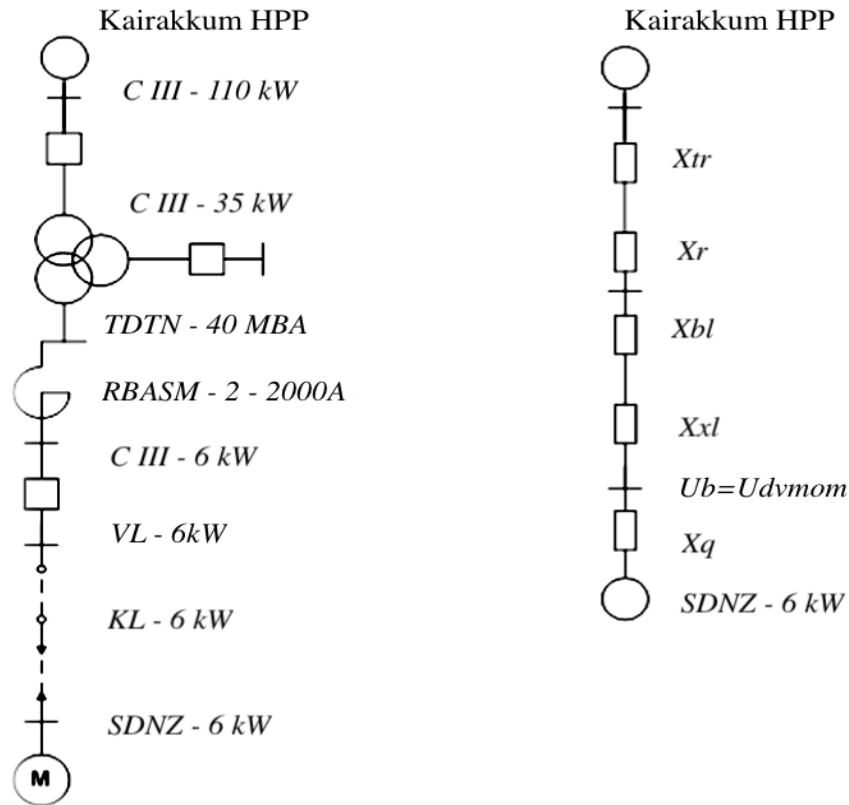 Kairakkum HPP
C III - 110 kW
C III - 35 kW
TDTN - 40 MBA
RBASM - 2 - 2000A
C III - 6 kW
VL - 6kW
KL - 6 kW
SDNZ - 6 kW
M
Kairakkum HPP
Xtr
Xr
Xbl
Xxl
Ub=Udvmom
Xq
SDNZ - 6 kW